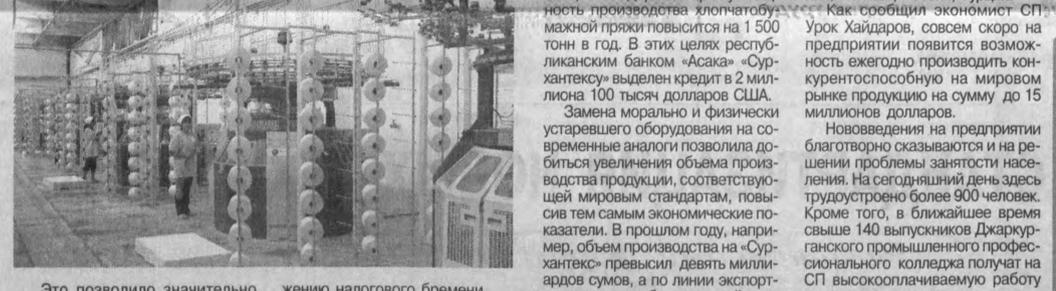 Это позволило значительно
жению налогового бремени
ность производства хлопчатобу-
мажной пряжи повысится на 1 500
тонн в год. В этих целях респуб-
ликанским банком «Асака» «Сур-
хантексу» выделен кредит в 2 мил-
лиона 100 тысяч долларов США.
Замена морально и физически
устаревшего оборудования на со-
временные аналоги позволила до-
биться увеличения объема произ-
водства продукции, соответствую-
щей мировым стандартам, повы-
сив тем самым экономические по-
казатели. В прошлом году, напри-
мер, объем производства на «Сур-
хантекс» превысил девять милли-
ардов сумов, а по линии экспорт-
Как сообщил экономист СП
Урок Хайдаров, совсем скоро на
предприятии появится возмож-
ность ежегодно производить кон-
курентоспособную на мировом
рынке продукцию на сумму до 15
миллионов долларов.
Нововведения на предприятии
благотворно сказываются и на ре-
шении проблемы занятости насе-
ления. На сегодняшний день здесь
трудоустроено более 900 человек.
Кроме того, в ближайшее время
свыше 140 выпускников Джаркур-
ганского промышленного профес-
сионального колледжа получат на
СП высокооплачиваемую работу